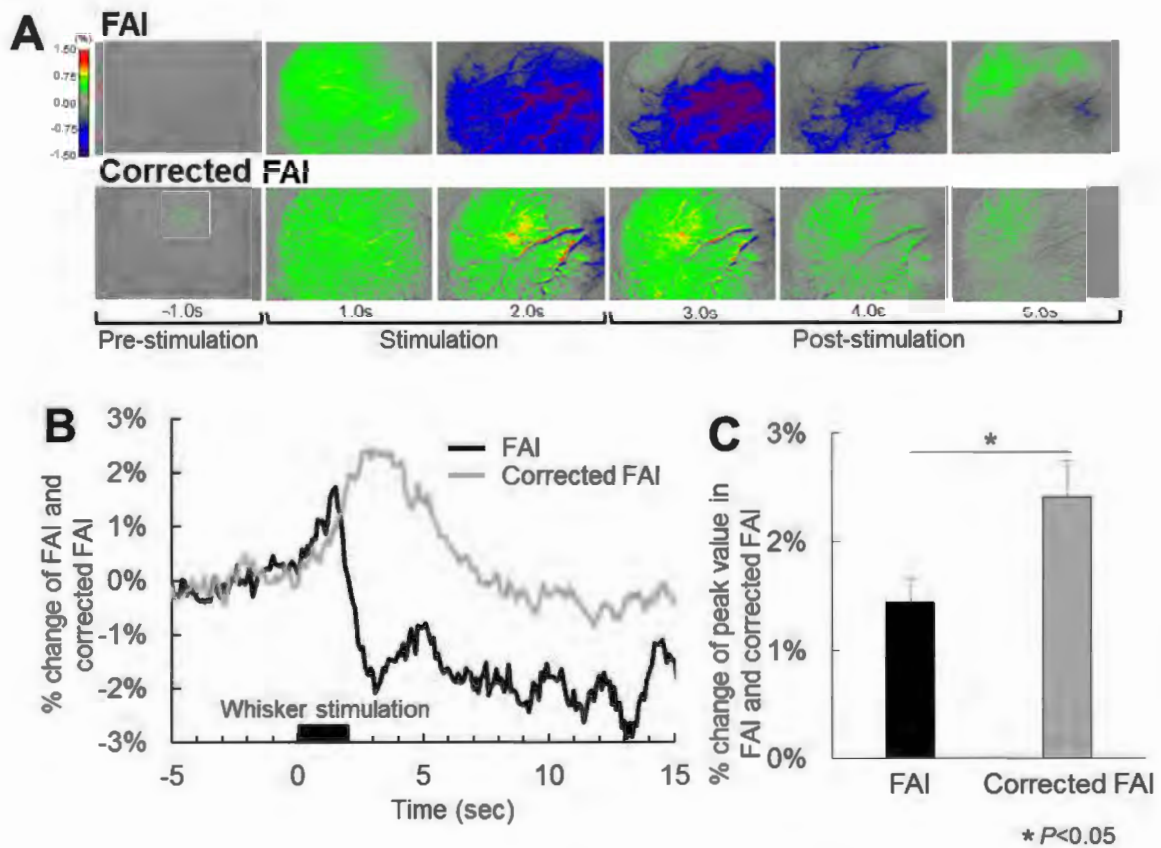 A
FAI
(%)
1.50
0.75
0.00
-0.75
-1.50
Corrected FAI
-1.0s 1.0s 2.0s 3.0s 4.0s 5.0s
Pre-stimulation Stimulation Post-stimulation
B
% change of FAI and
corrected FAI
3%
2%
1%
0%
-1%
-2%
-3%
FAI
Corrected FAI
Whisker stimulation
-5 0 5 10 15
Time (sec)
C
% change of peak value in
FAI and corrected FAI
3%
2%
1%
0%
*
FAI Corrected FAI
* P<0.05